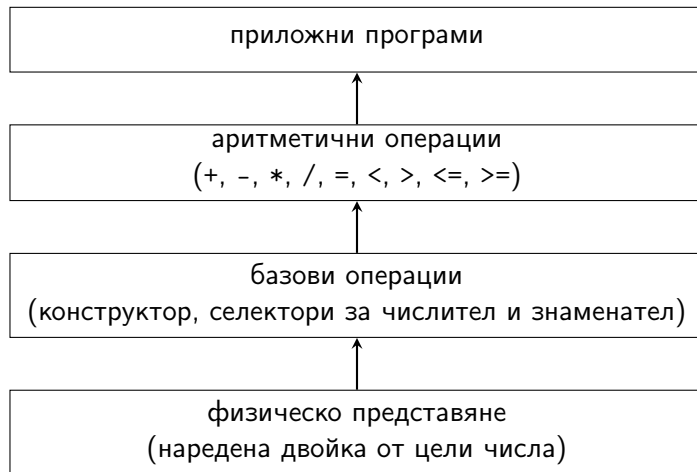 приложни програми
аритметични операции
(+, -, *, /, =, <, >, <=, >=)
базови операции
(конструктор, селектори за числител и знаменател)
физическо представяне
(наредена двойка от цели числа)